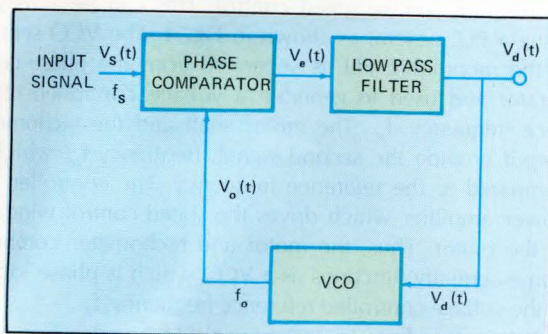 INPUT
SIGNAL
V_s(t)
f_s
PHASE
COMPARATOR
V_e(t)
LOW PASS
FILTER
V_d(t)
V_o(t)
f_o
VCO
V_d(t)